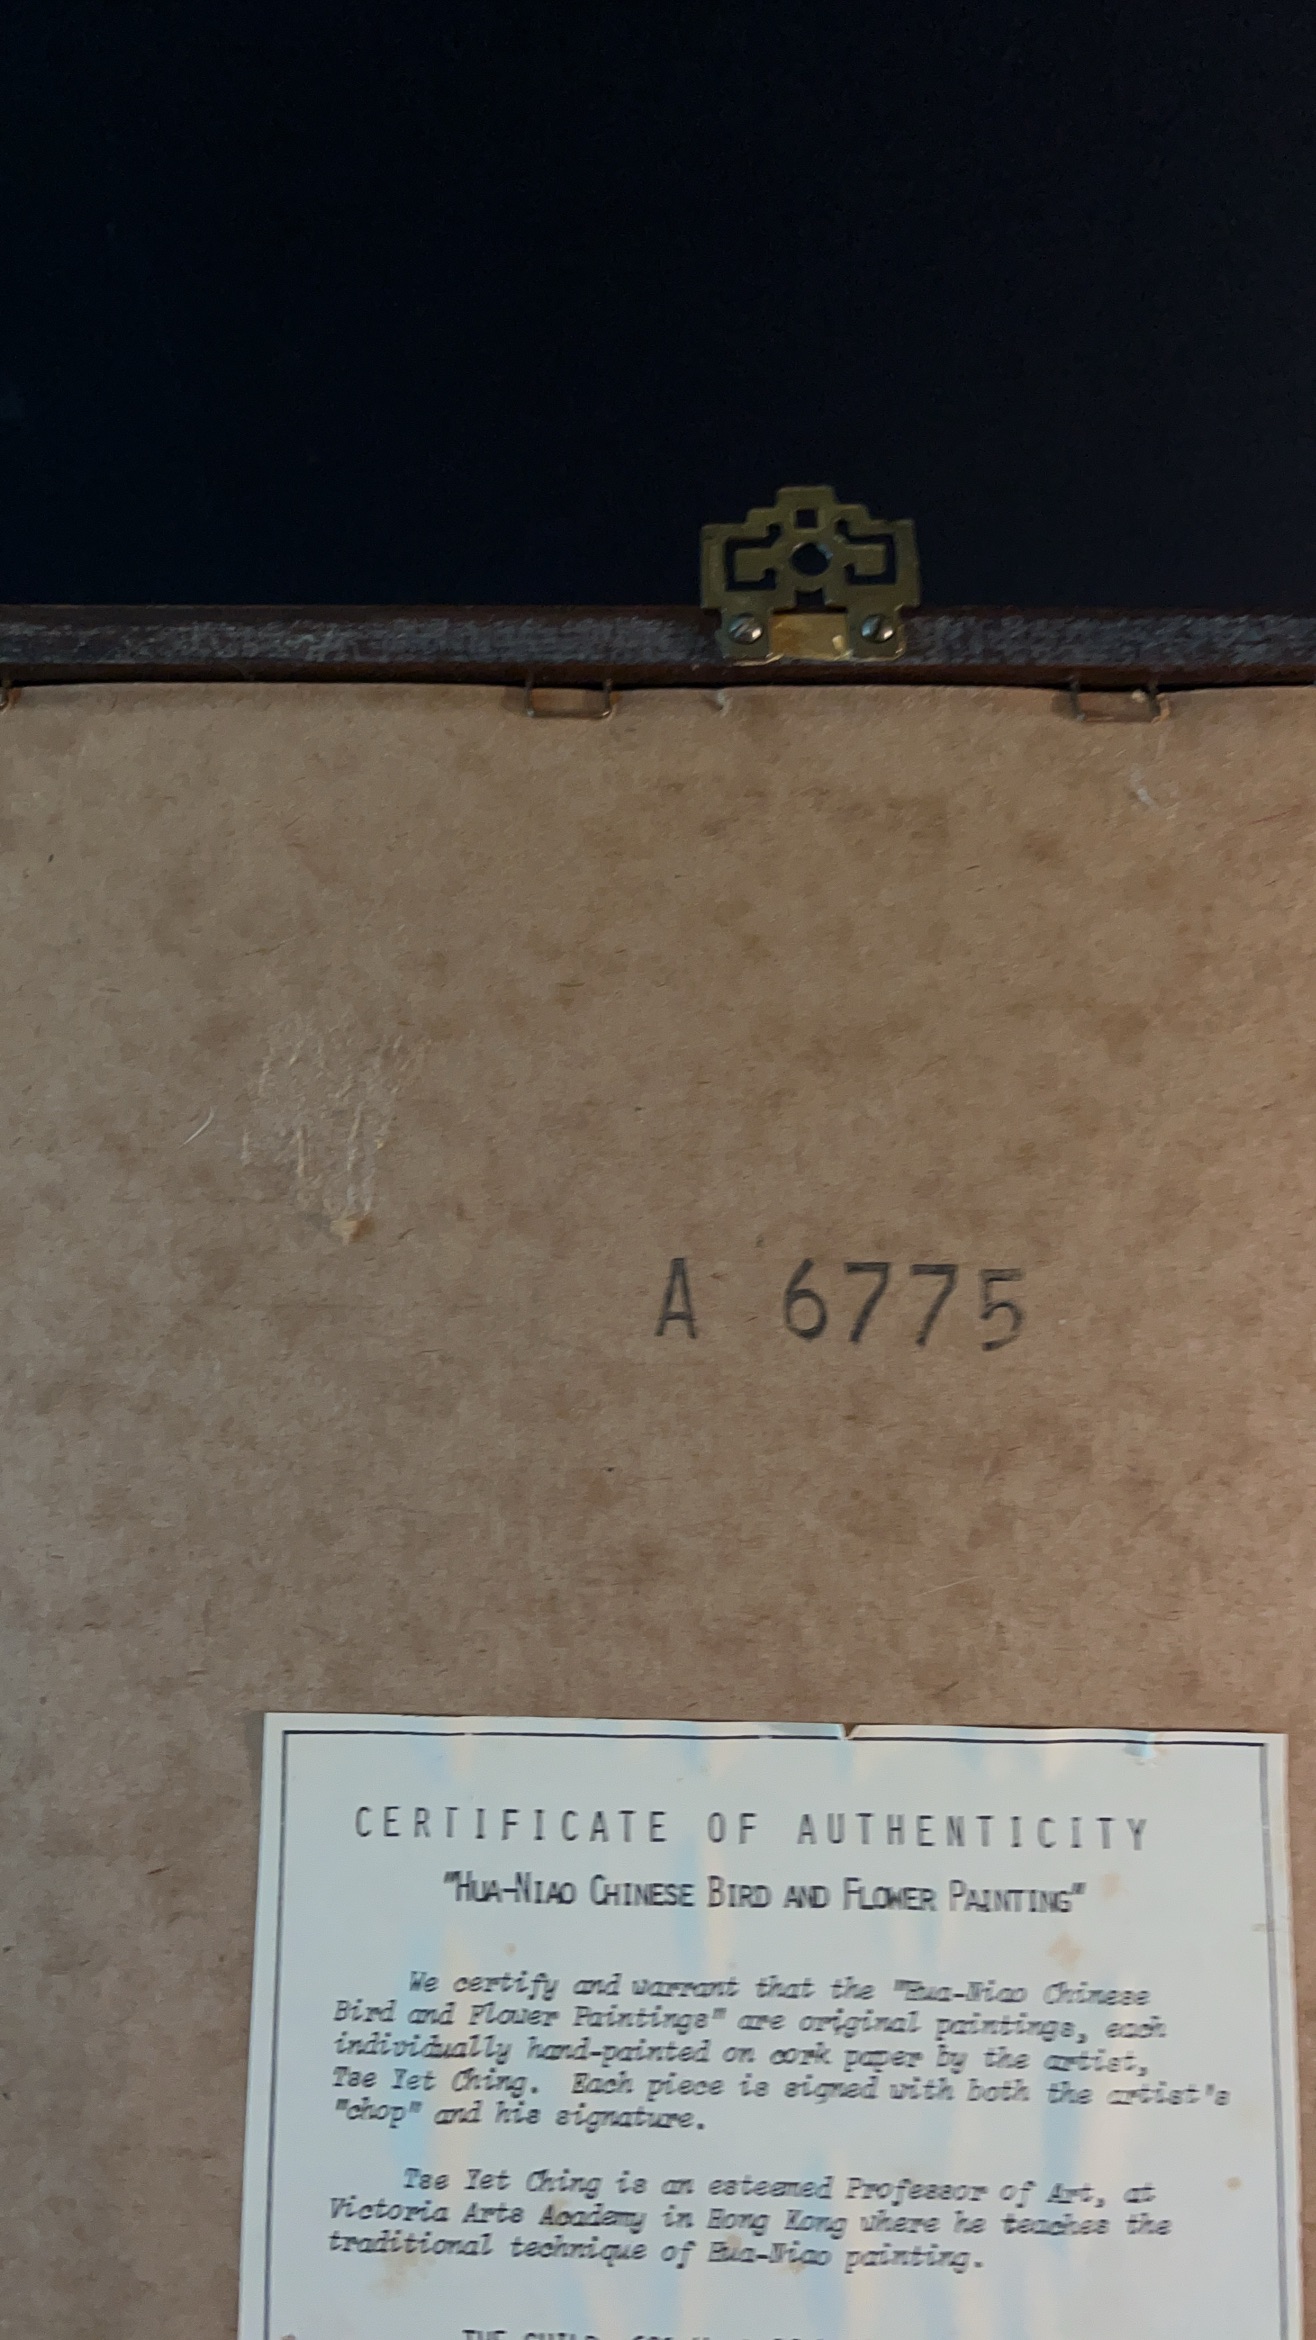 A 6775
CERTIFICATE OF AUTHENTICITY
"HUA-NIAO CHINESE BIRD AND FLOWER PAINTING"
We certify and warrant that the "Hua-Niao Chinese
Bird and Flower Paintings" are original paintings, each
individually hand-painted on cork paper by the artist,
Tse Yet Ching. Each piece is signed with both the artist's
"chop" and his signature.
Tse Yet Ching is an esteemed Professor of Art, at
Victoria Arts Academy in Hong Kong where he teaches the
traditional technique of Hua-Niao painting.
THE GUILD,